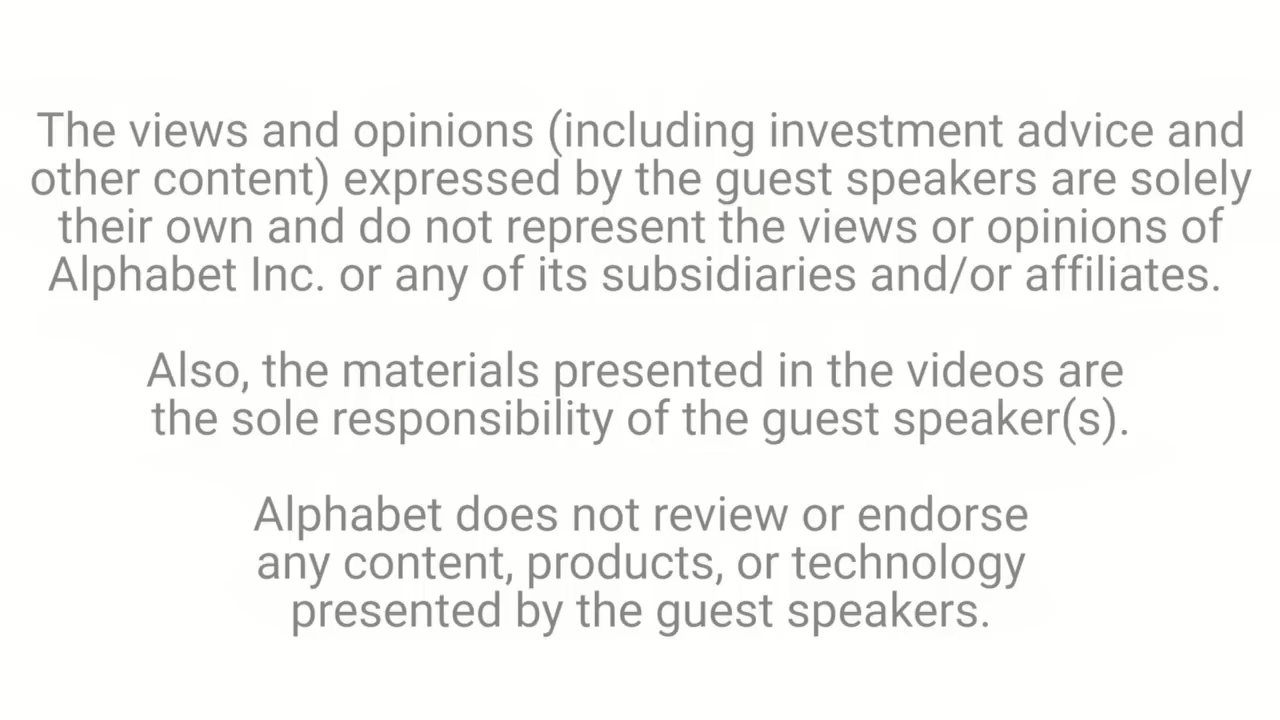 The views and opinions (including investment advice and
other content) expressed by the guest speakers are solely
their own and do not represent the views or opinions of
Alphabet Inc. or any of its subsidiaries and/or affiliates.
Also, the materials presented in the videos are
the sole responsibility of the guest speaker(s).
Alphabet does not review or endorse
any content, products, or technology
presented by the guest speakers.